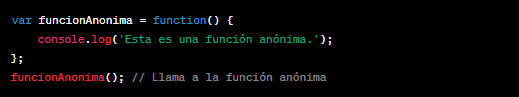 var funcionAnonima = function() {
    console.log('Esta es una función anónima.');
};
funcionAnonima(); // Llama a la función anónima